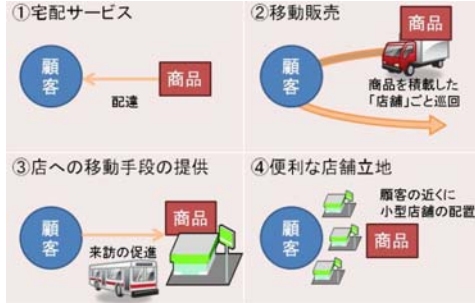 ①宅配サービス
顧客
商品
配達
②移動販売
顧客
商品
商品を積載した
「店舗」ごと巡回
③店への移動手段の提供
顧客
商品
来訪の促進
④便利な店舗立地
顧客
顧客の近くに
小型店舗の配置
商品